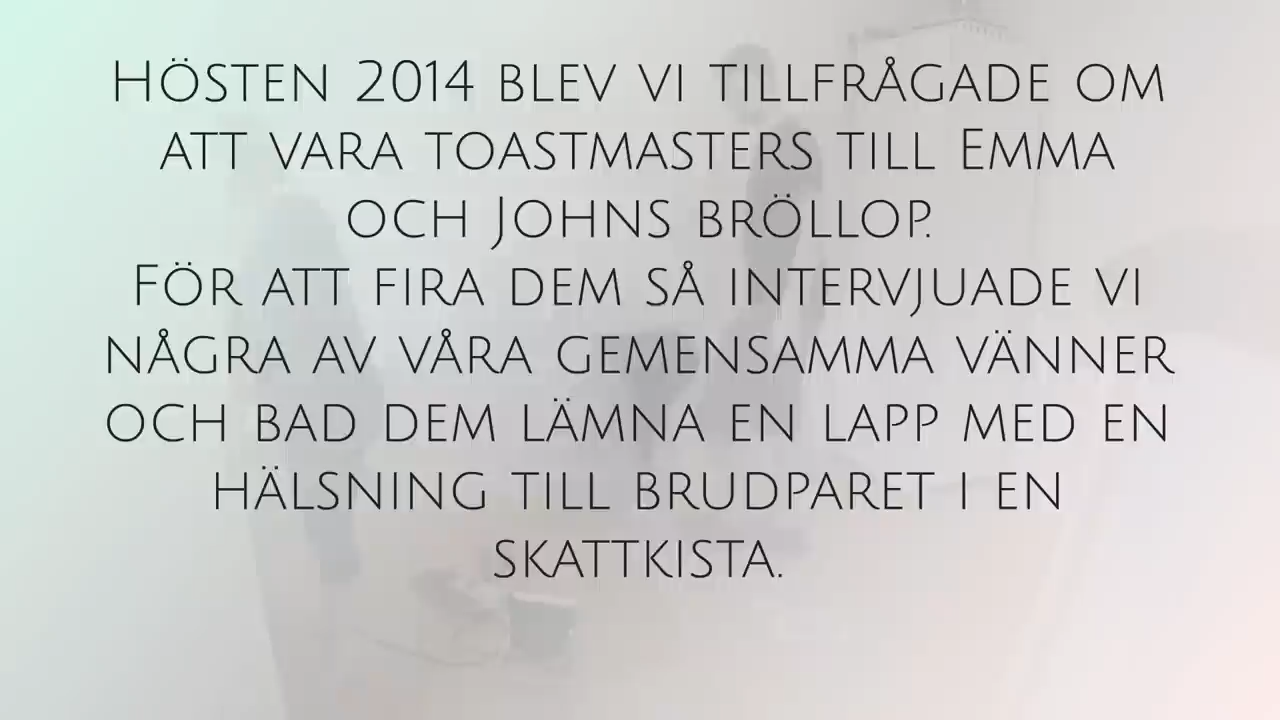 Hösten 2014 blev vi tillfrågade om
att vara toastmasters till Emma
och Johns bröllop.
För att fira dem så intervjuade vi
några av våra gemensamma vänner
och bad dem lämna en lapp med en
hälsning till brudparet i en
skattkista.